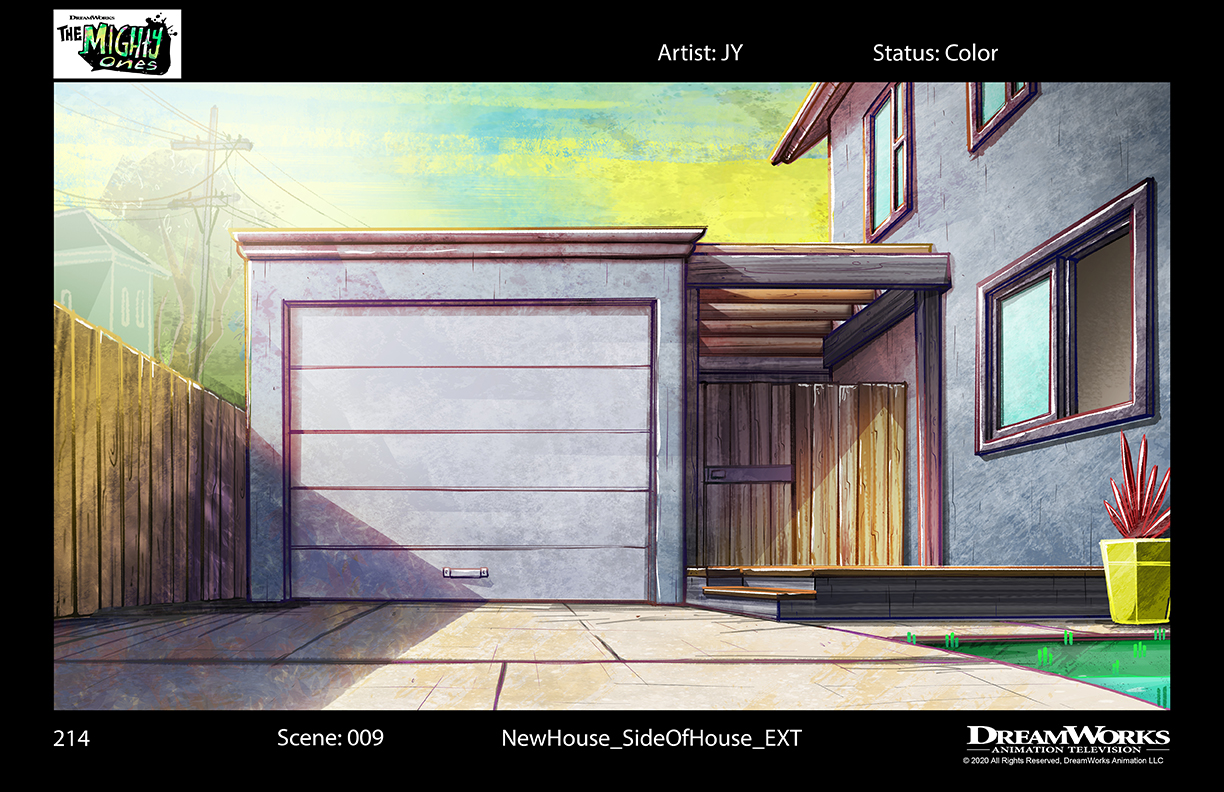 DREAMWORKS
THE MIGHTY ONES
Artist: JY
Status: Color
214
Scene: 009
NewHouse_SideOfHouse_EXT
DREAMWORKS
ANIMATION TELEVISION
© 2020 All Rights Reserved, DreamWorks Animation LLC